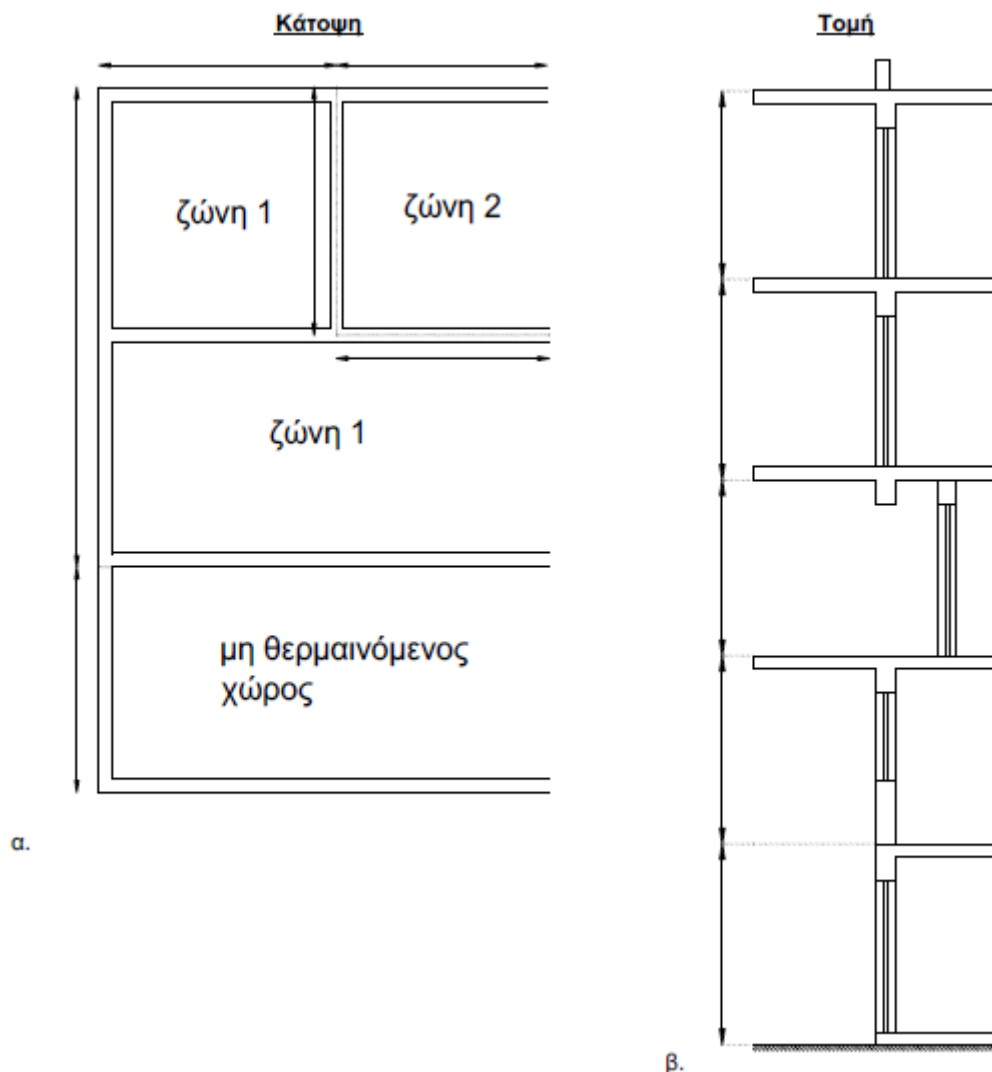 Κάτοψη
Τομή
ζώνη 1
ζώνη 2
ζώνη 1
μη θερμαινόμενος
χώρος
α.
β.